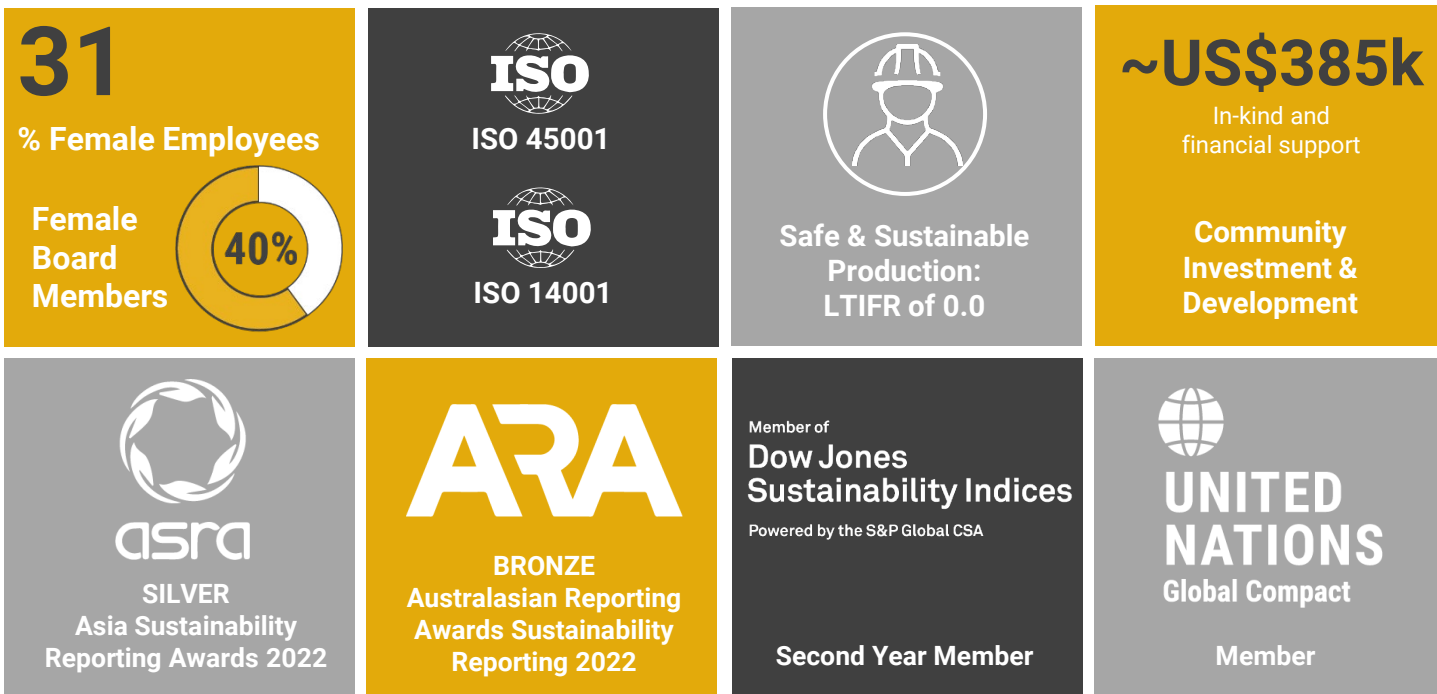 31
% Female Employees
Female
Board
Members
40%
ISO
ISO 45001
ISO
ISO 14001
Safe & Sustainable
Production:
LTIFR of 0.0
~US$385k
In-kind and
financial support
Community
Investment &
Development
asra
SILVER
Asia Sustainability
Reporting Awards 2022
ARA
BRONZE
Australasian Reporting
Awards Sustainability
Reporting 2022
Member of
Dow Jones
Sustainability Indices
Powered by the S&P Global CSA
Second Year Member
UNITED
NATIONS
Global Compact
Member